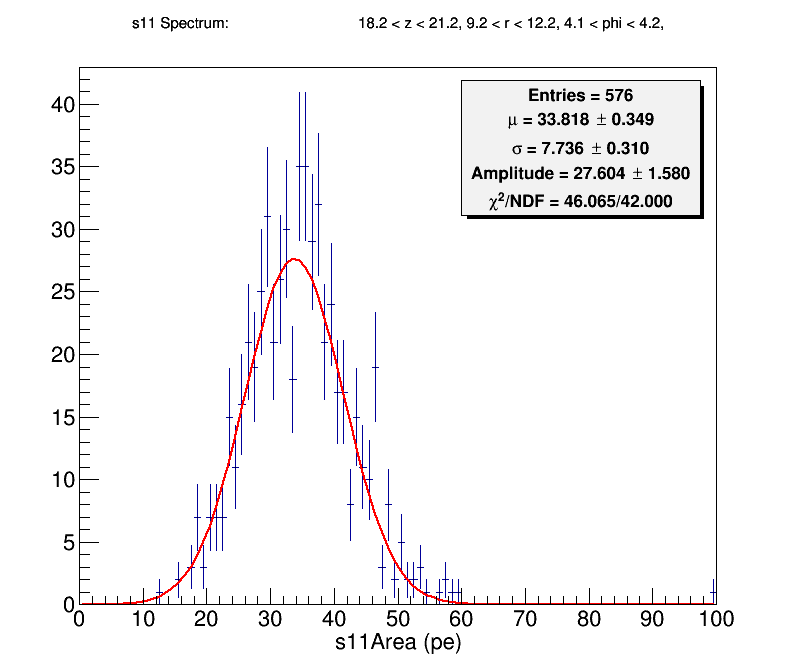 s11 Spectrum: 18.2 < z < 21.2, 9.2 < r < 12.2, 4.1 < phi < 4.2,
Entries = 576
μ = 33.818 ± 0.349
σ = 7.736 ± 0.310
Amplitude = 27.604 ± 1.580
χ²/NDF = 46.065/42.000
40
35
30
25
20
15
10
5
0
0 10 20 30 40 50 60 70 80 90 100
s11Area (pe)